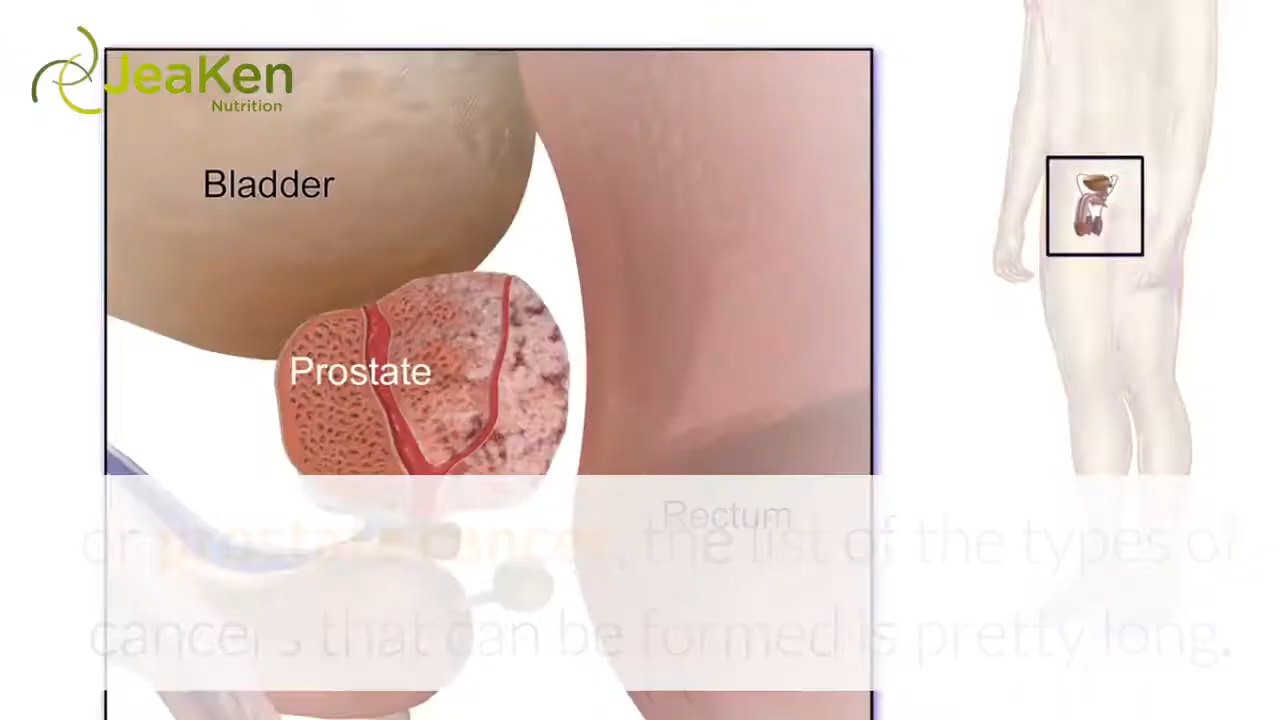 JeaKen
Nutrition
Bladder
Prostate
Rectum
or prostate cancer, the list of the types of
cancers that can be formed is pretty long.